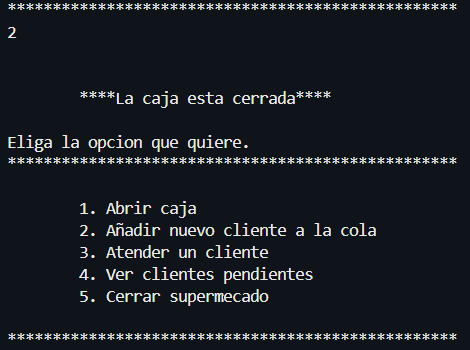 **************************************************
2
****La caja esta cerrada****
Eliga la opcion que quiere.
**************************************************
1. Abrir caja
2. Añadir nuevo cliente a la cola
3. Atender un cliente
4. Ver clientes pendientes
5. Cerrar supermecado
**************************************************